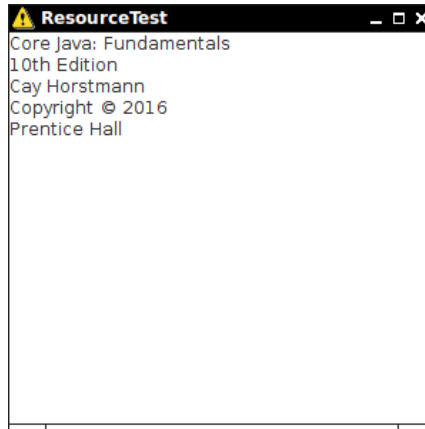 ResourceTest
Core Java: Fundamentals
10th Edition
Cay Horstmann
Copyright © 2016
Prentice Hall